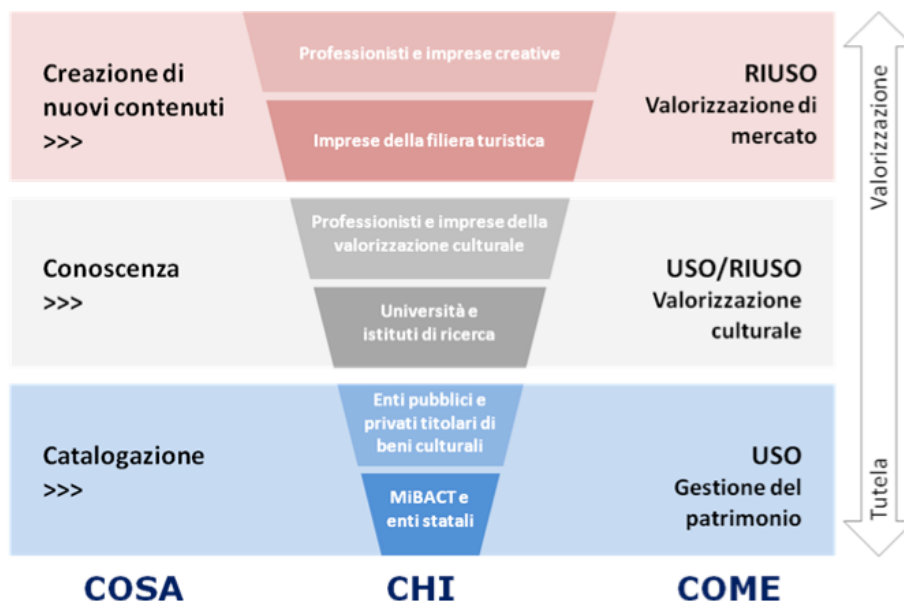 Professionisti e imprese creative
Creazione di
nuovi contenuti
>>>
Imprese della filiera turistica
RIUSO
Valorizzazione di
mercato
Valorizzazione
Professionisti e imprese della
valorizzazione culturale
Conoscenza
>>>
Università e
istituti di ricerca
USO/RIUSO
Valorizzazione
culturale
Enti pubblici e
privati titolari di
beni culturali
Catalogazione
>>>
MiBACT e
enti statali
USO
Gestione del
patrimonio
Tutela
COSA
CHI
COME